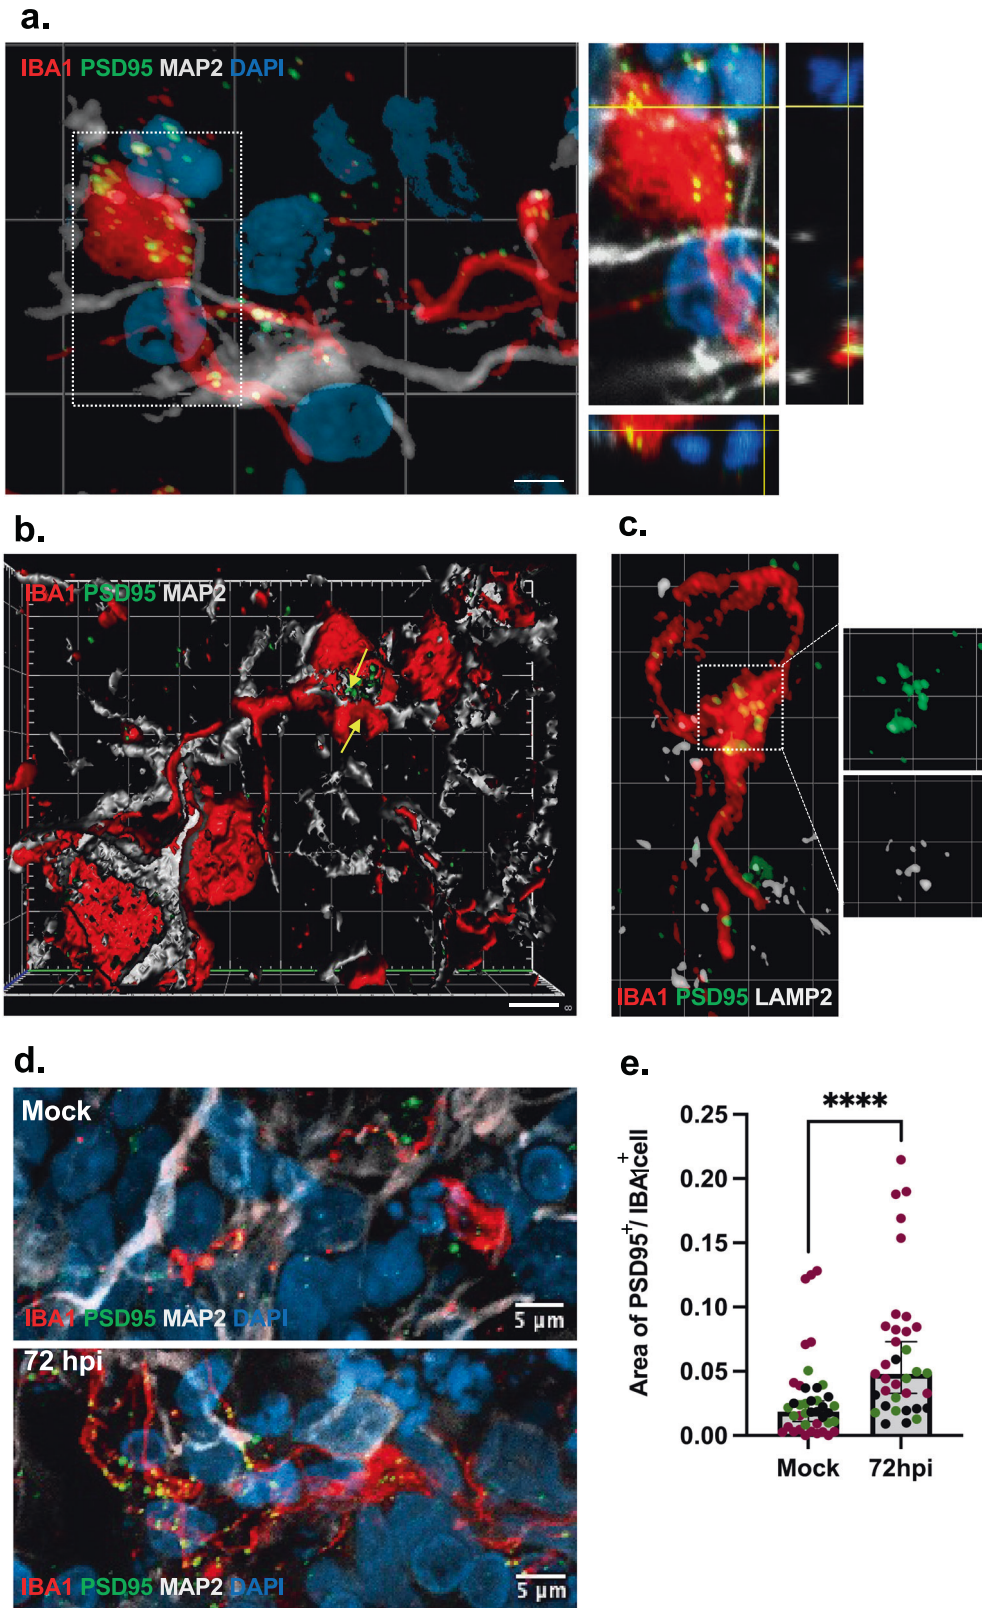 a.
IBA1 PSD95 MAP2 DAPI
b.
IBA1 PSD95 MAP2
c.
IBA1 PSD95 LAMP2
d.
Mock
IBA1 PSD95 MAP2 DAPI
5 µm
72 hpi
IBA1 PSD95 MAP2 DAPI
5 µm
e.
****
Area of PSD95+/ IBA1+cell
0.25
0.20
0.15
0.10
0.05
0.00
Mock
72hpi